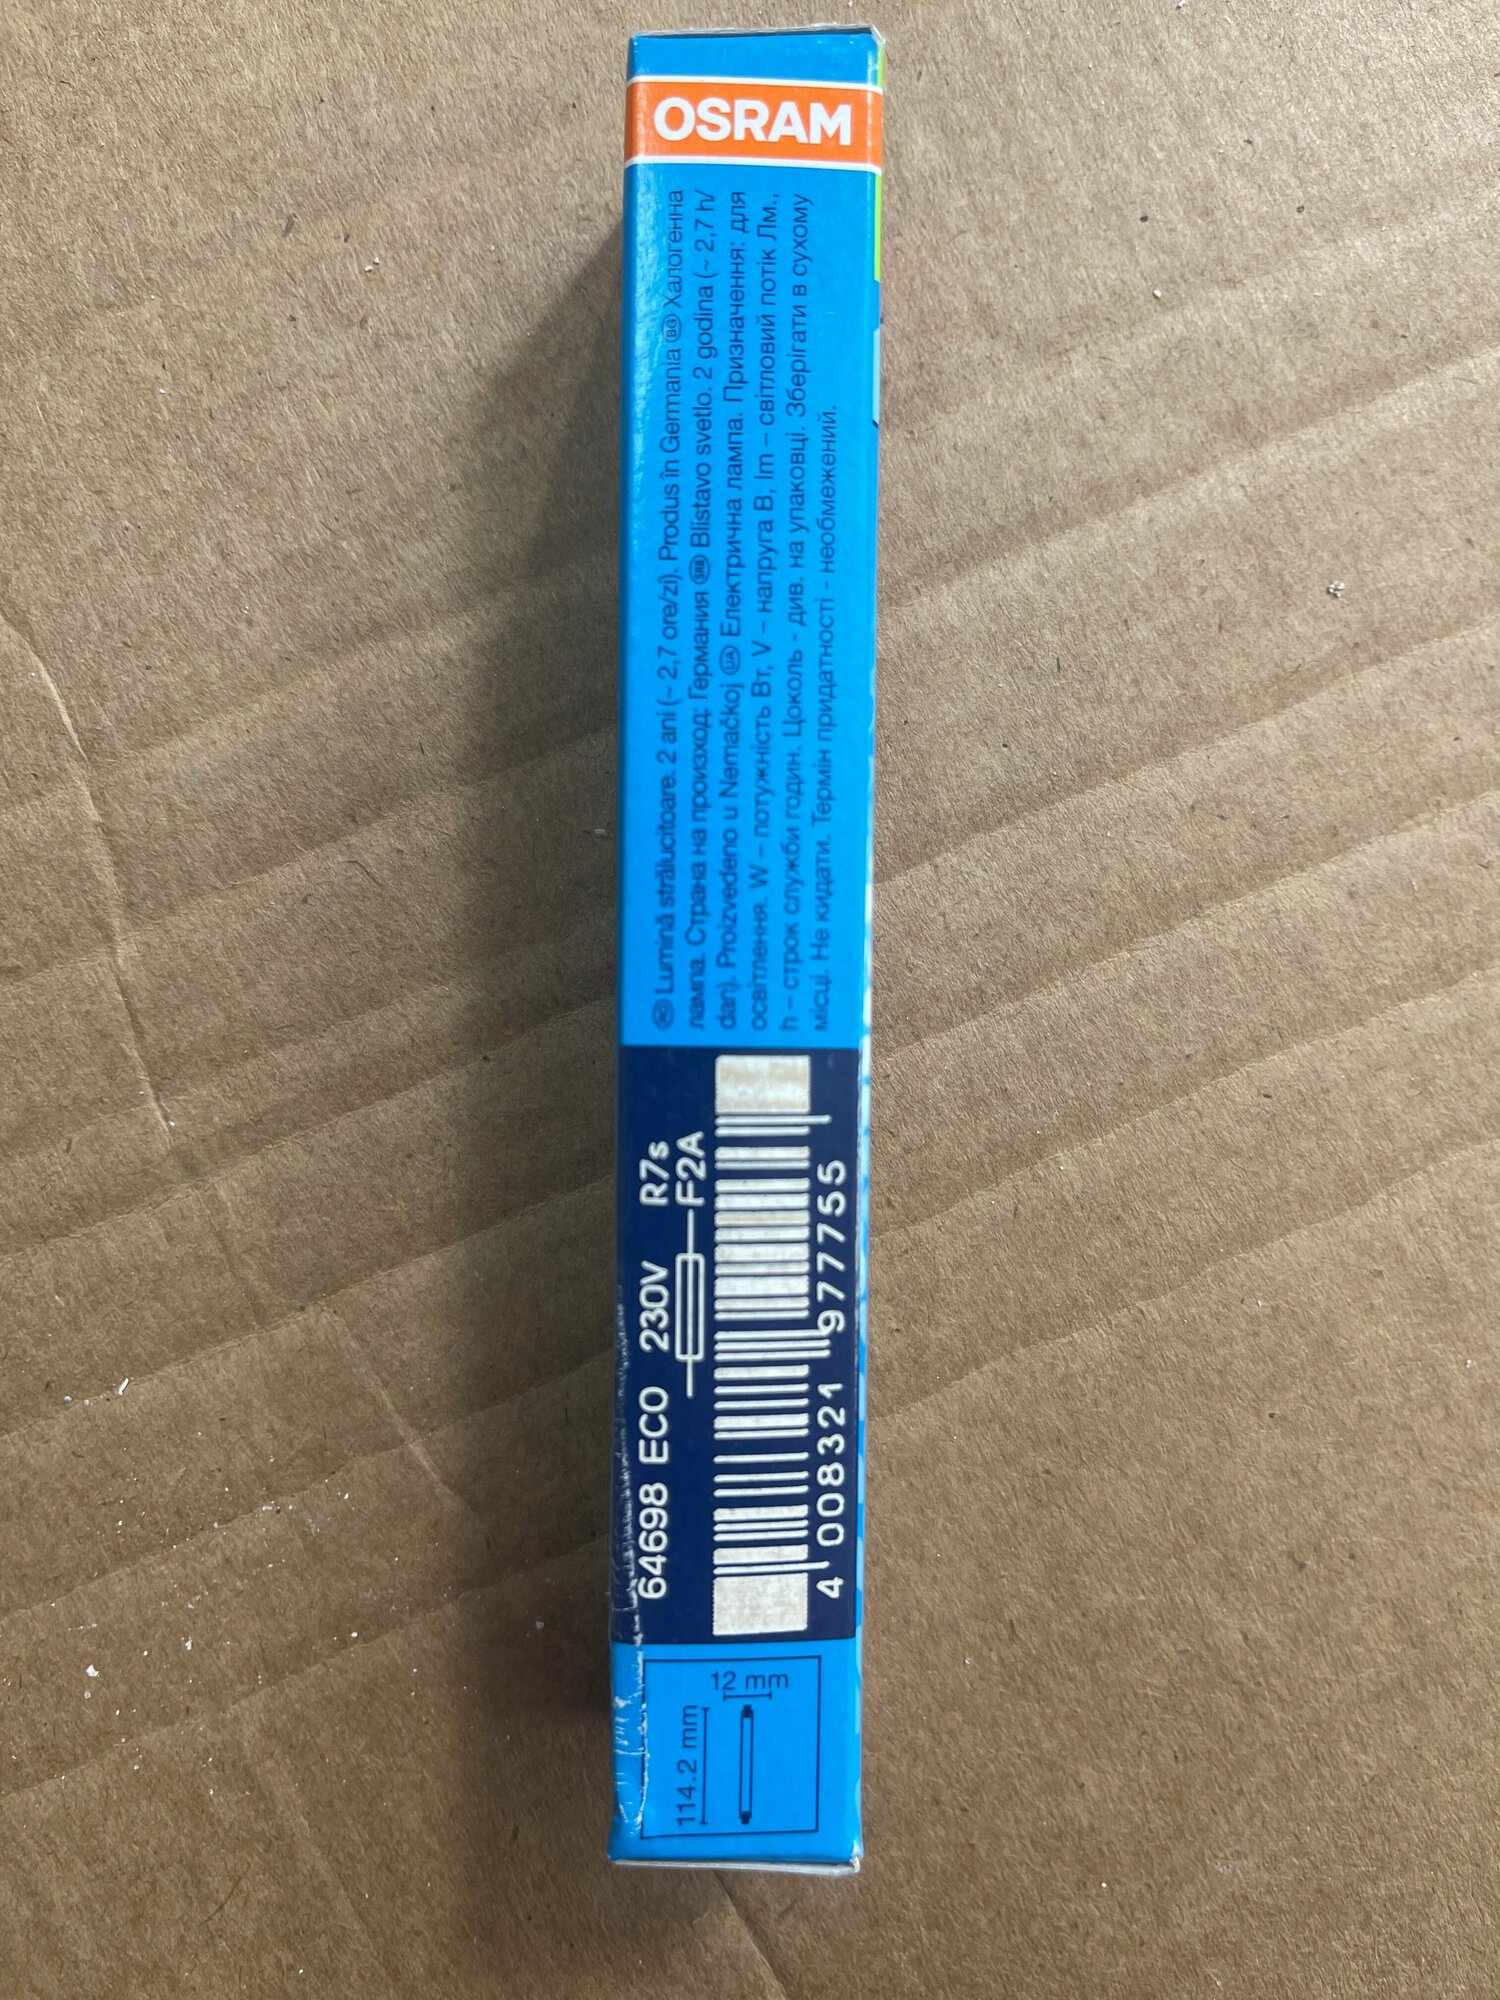 OSRAM
RO Lumină strălucitoare. 2 ani (~ 2,7 ore/zi). Produs în Germania BG Халогенна
лампа. Страна на произход: Германия SRB Blistavo svetlo. 2 godina (~ 2,7 h/
dan). Proizvedeno u Nemačkoj UA Електрична лампа. Призначення: для
освітлення. W – потужність Вт, V – напруга В, lm – світловий потік Лм.,
h – строк служби годин. Цоколь - див. на упаковці. Зберігати в сухому
місці. Не кидати. Термін придатності - необмежений.
64698 ECO 230V R7s
F2A
4 008321 977755
114.2 mm
12 mm